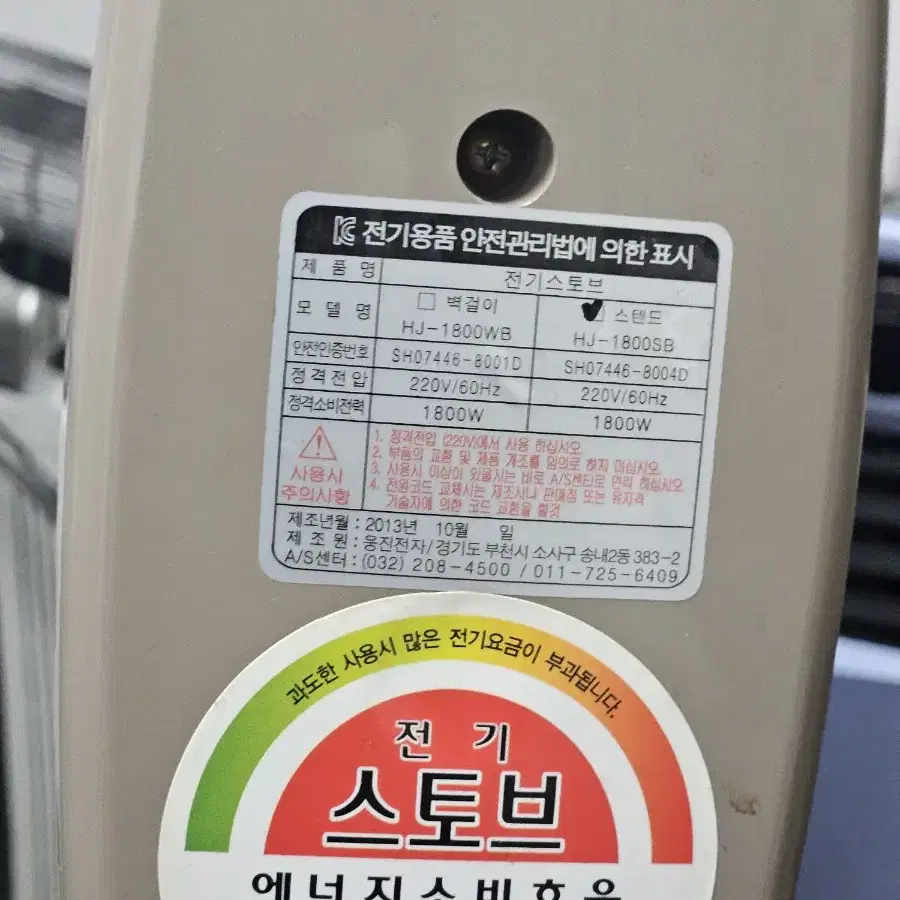 전기용품 안전관리법에 의한 표시
제 품 명 전기스토브
모 델 명 □ 벽걸이 ☑ 스텐드
HJ-1800WB HJ-1800SB
안전인증번호 SH07446-8001D SH07446-8004D
정격전압 220V/60Hz 220V/60Hz
정격소비전력 1800W 1800W
사용시
주의사항
1. 정격전압 (220V)에서 사용 하십시오.
2. 부품의 교환 및 제품 개조를 임의로 하지 마십시오.
3. 사용시 이상이 있을시는 바로 A/S센타로 연락 하십시오.
4. 전원코드 교체시는 제조사나 판매점 또는 유자격
기술자에 의한 코드 교환을 할것
제조년월 : 2013년 10월 일
제 조 원 : 웅진전자/경기도 부천시 소사구 송내2동 383-2
A/S센터 : (032) 208-4500 / 011-725-6409
과도한 사용시 많은 전기요금이 부과됩니다.
전 기
스토브
에너지소비효율